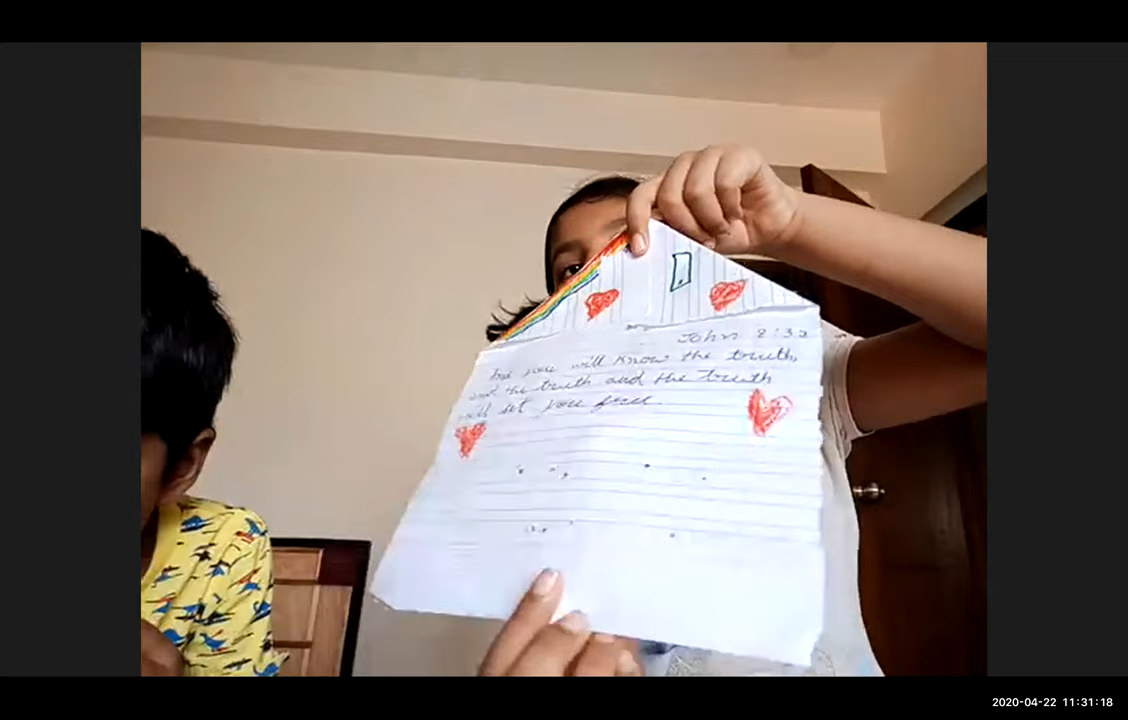 John 8:32
And you will know the truth
and the truth and the truth
will set you free
2020-04-22 11:31:18